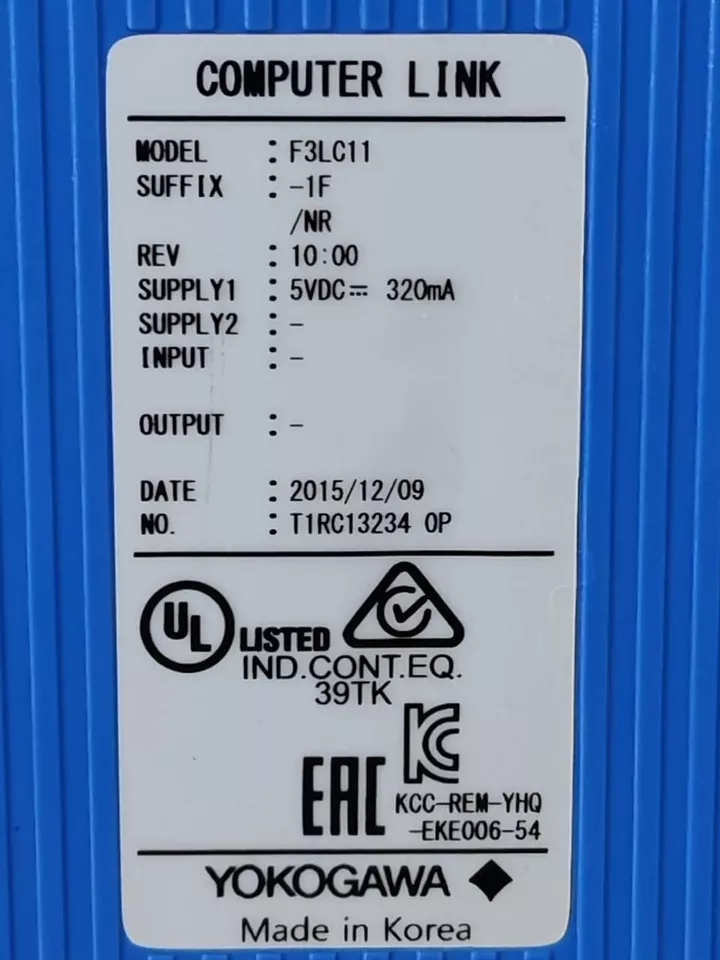 COMPUTER LINK
MODEL : F3LC11
SUFFIX : -1F
/NR
REV : 10:00
SUPPLY1 : 5VDC⎓ 320mA
SUPPLY2 : -
INPUT : -
OUTPUT : -
DATE : 2015/12/09
NO. : T1RC13234 0P
UL LISTED
IND.CONT.EQ.
39TK
KC
EAC KCC-REM-YHQ
-EKE006-54
YOKOGAWA
Made in Korea